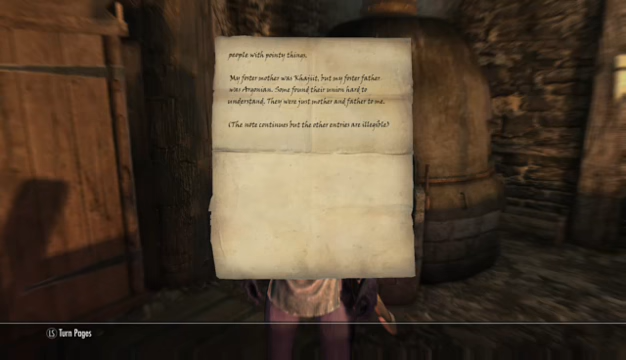 people with pointy things.
My foster mother was Khajiit, but my foster father
was Argonian. Some found their union hard to
understand. They were just mother and father to me.
(The note continues but the other entries are illegible)
LS Turn Pages